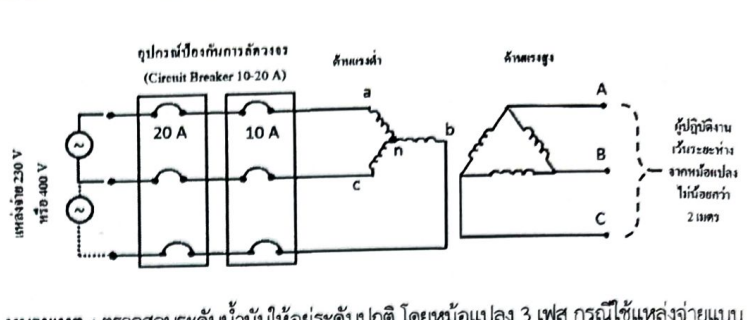 อุปกรณ์ป้องกันการลัดวงจร
(Circuit Breaker 10-20 A)
ด้านแรงต่ำ
ด้านแรงสูง
แหล่งจ่าย 230 V
หรือ 400 V
20 A
10 A
a
b
c
n
A
B
C
ผู้ปฏิบัติงาน
เว้นระยะห่าง
จากหม้อแปลง
ไม่น้อยกว่า
2 เมตร
หมายเหตุ : ตรวจสอบระดับน้ำมันให้อยู่ระดับปกติ โดยหม้อแปลง 3 เฟส กรณีใช้แหล่งจ่ายแบบ